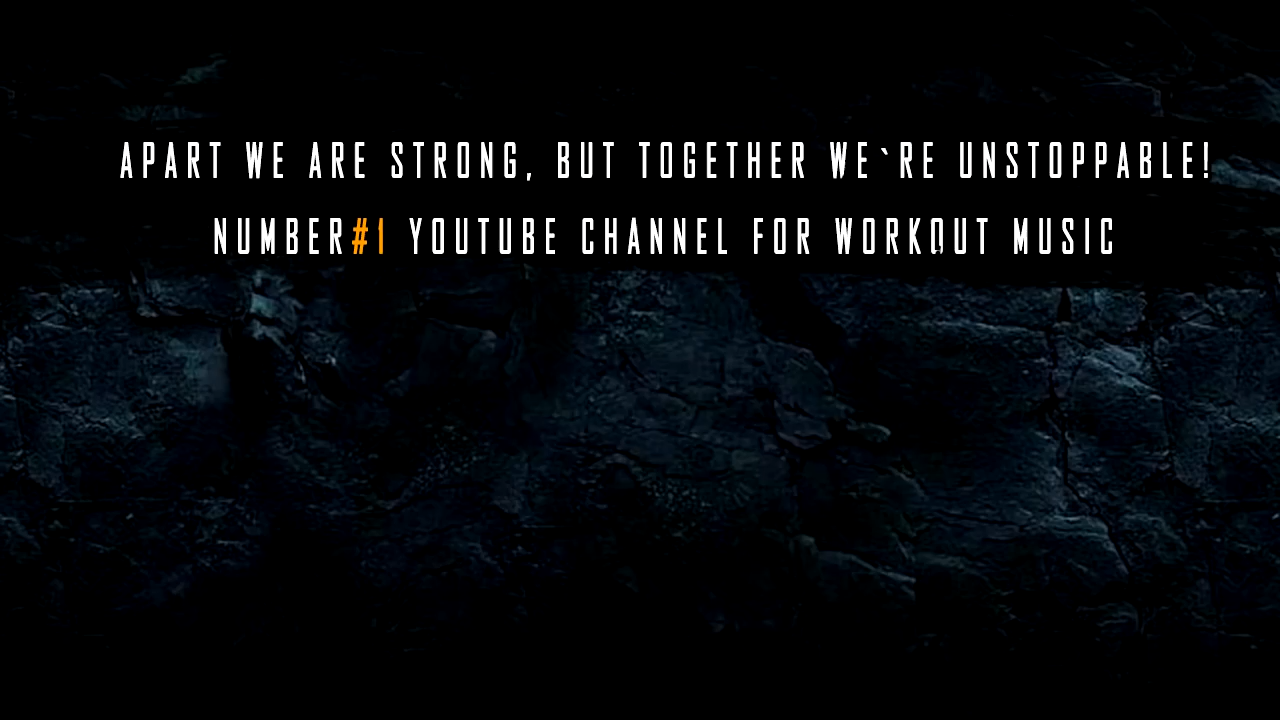 APART WE ARE STRONG, BUT TOGETHER WE`RE UNSTOPPABLE!
NUMBER#1 YOUTUBE CHANNEL FOR WORKOUT MUSIC